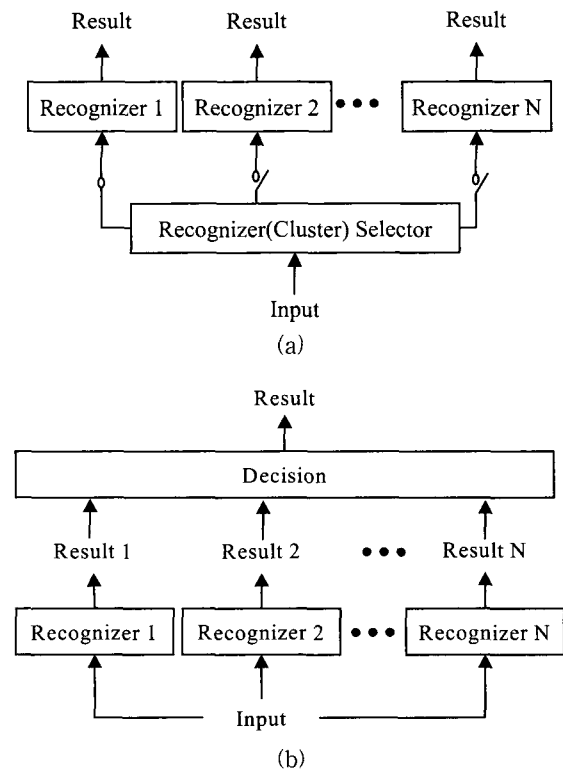 Result Result Result
Recognizer 1 Recognizer 2 ••• Recognizer N
Recognizer(Cluster) Selector
Input
(a)
Result
Decision
Result 1 Result 2 ••• Result N
Recognizer 1 Recognizer 2 ••• Recognizer N
Input
(b)